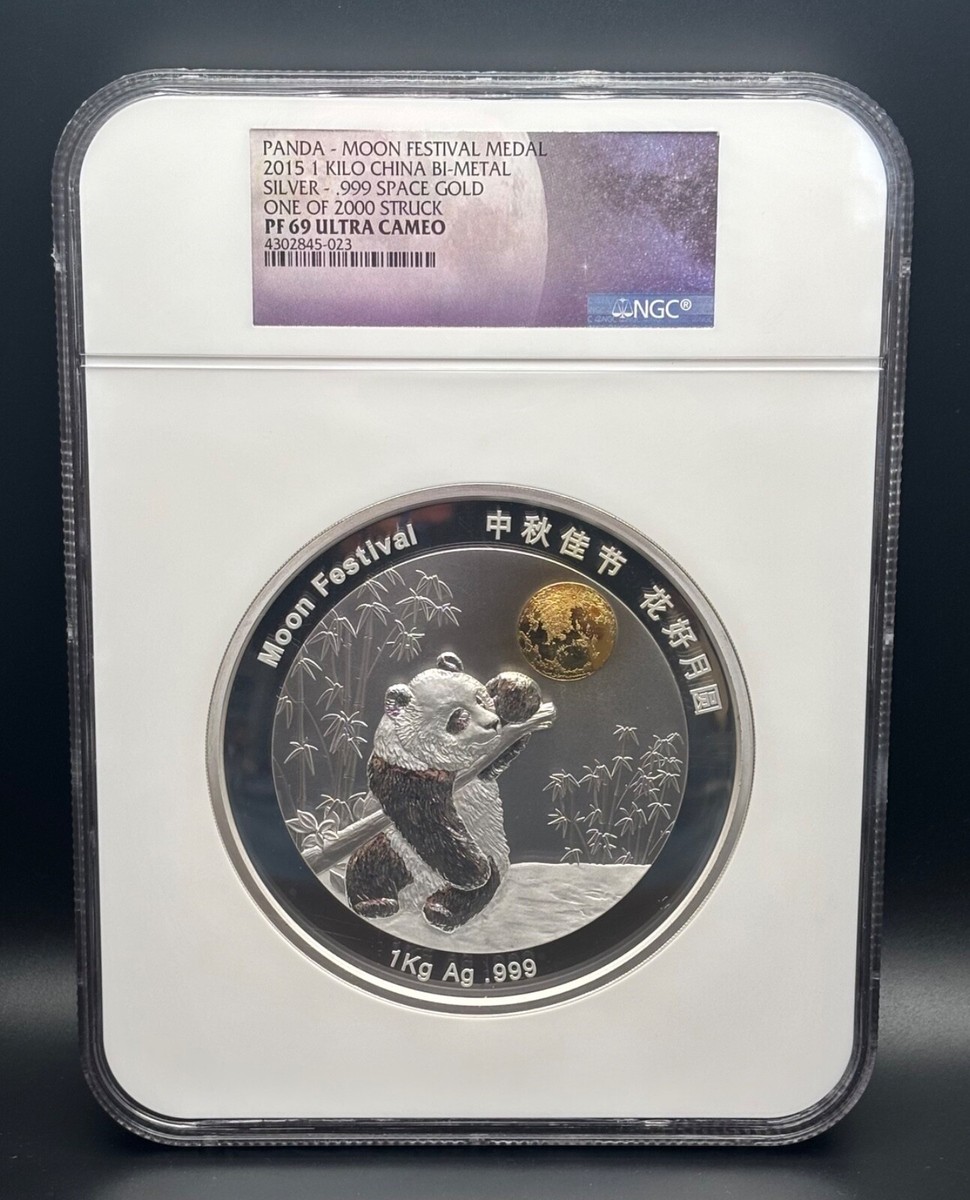 PANDA - MOON FESTIVAL MEDAL
2015 1 KILO CHINA BI-METAL
SILVER - .999 SPACE GOLD
ONE OF 2000 STRUCK
PF 69 ULTRA CAMEO
4302845-023
NGC®
Moon Festival
中秋佳节 花好月圆
1Kg Ag .999